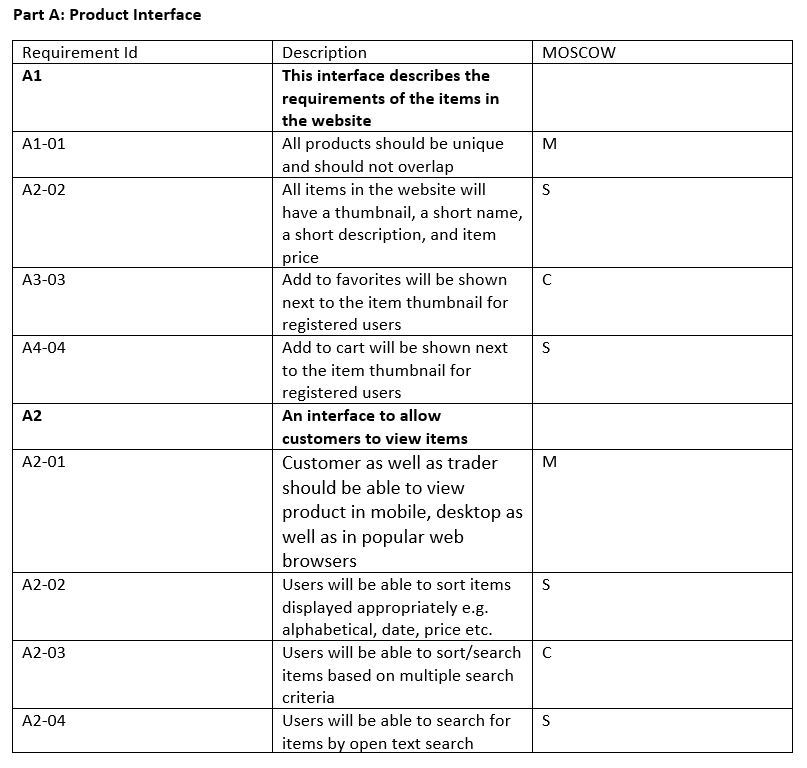 Part A: Product Interface
Requirement Id Description MOSCOW
A1 This interface describes the
requirements of the items in
the website
A1-01 All products should be unique M
and should not overlap
A2-02 All items in the website will S
have a thumbnail, a short name,
a short description, and item
price
A3-03 Add to favorites will be shown C
next to the item thumbnail for
registered users
A4-04 Add to cart will be shown next S
to the item thumbnail for
registered users
A2 An interface to allow
customers to view items
A2-01 Customer as well as trader M
should be able to view
product in mobile, desktop as
well as in popular web
browsers
A2-02 Users will be able to sort items S
displayed appropriately e.g.
alphabetical, date, price etc.
A2-03 Users will be able to sort/search C
items based on multiple search
criteria
A2-04 Users will be able to search for S
items by open text search